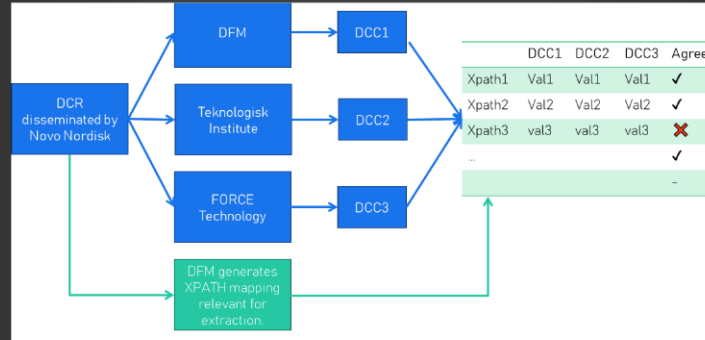 DFM
DCC1
DCR
disseminated by
Novo Nordisk
Teknologisk
Institute
DCC2
FORCE
Technology
DCC3
DFM generates
XPATH mapping
relevant for
extraction.
DCC1 DCC2 DCC3 Agree
Xpath1 Val1 Val1 Val1 ✓
Xpath2 Val2 Val2 Val2 ✓
Xpath3 val3 val3 val3 ✗
... ✓
–